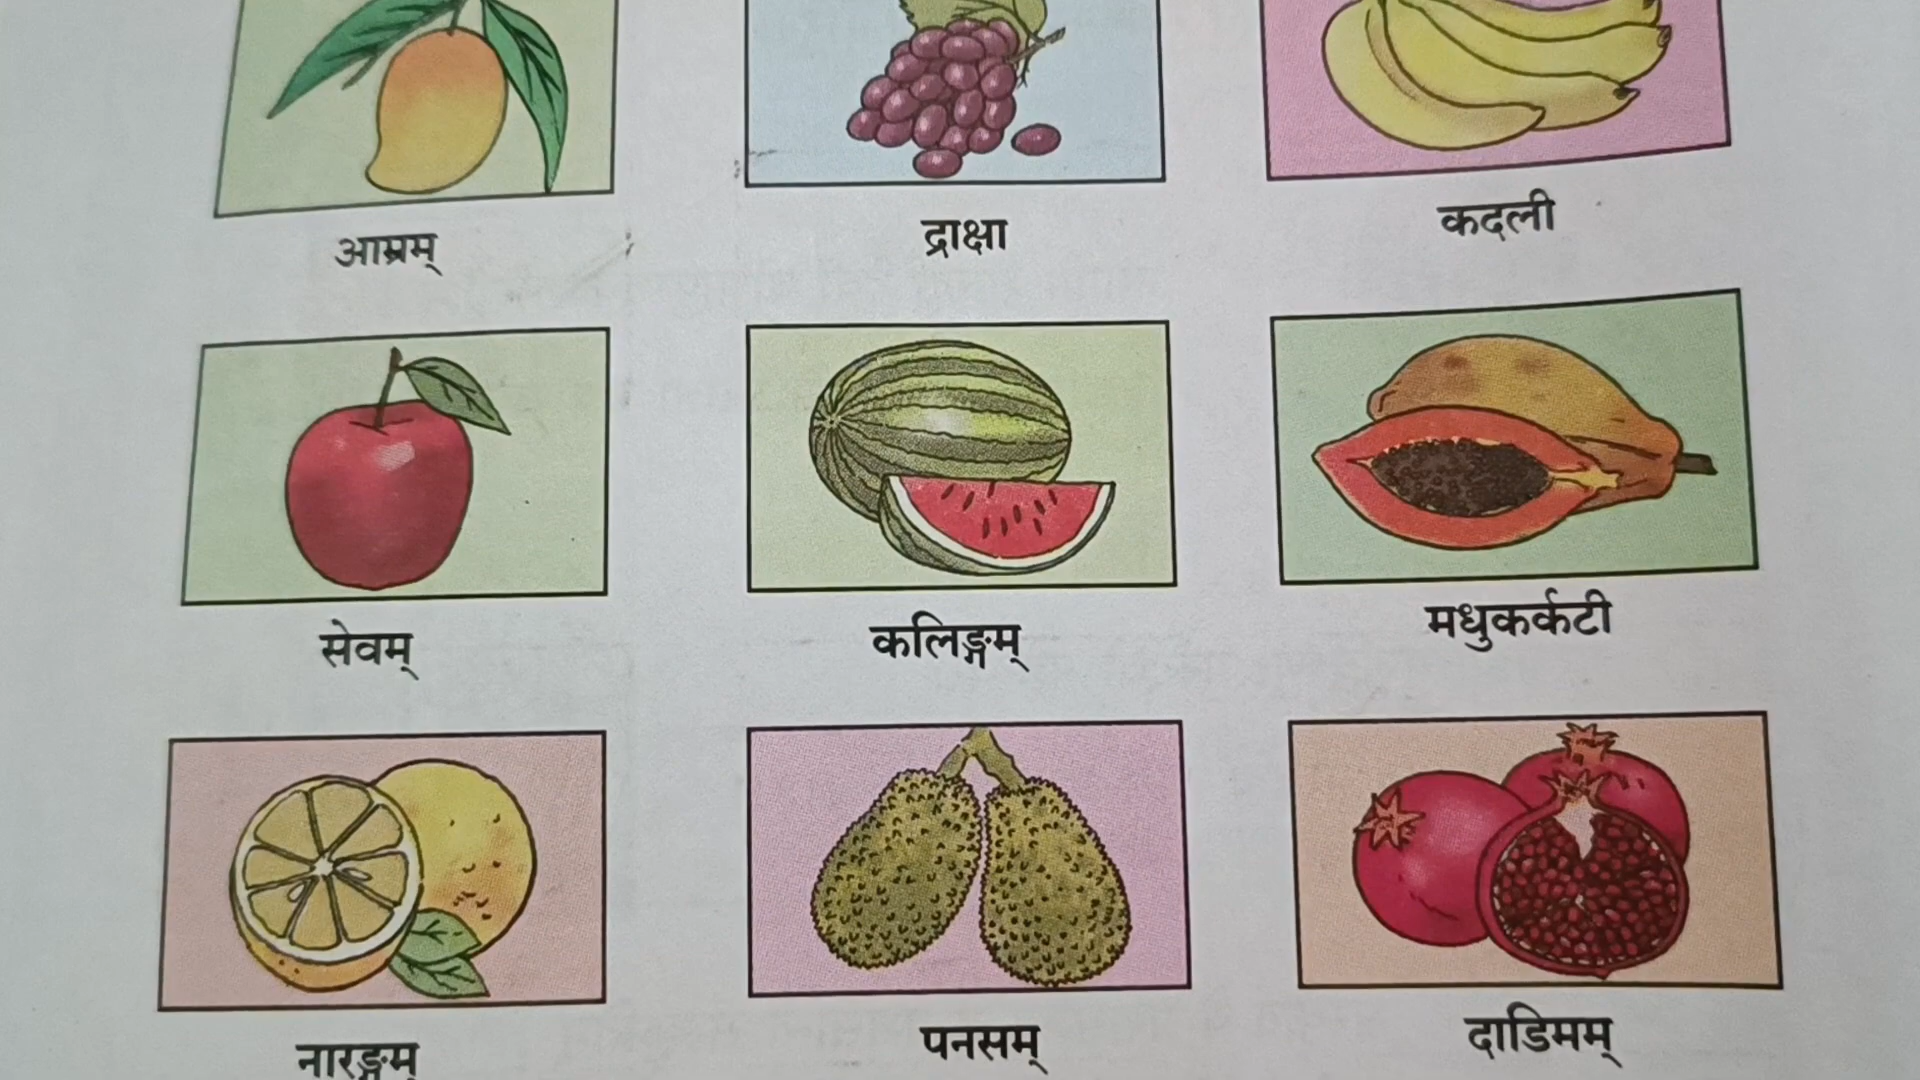 आम्रम्
द्राक्षा
कदली
सेवम्
कलिङ्गम्
मधुकर्कटी
नारङ्गम्
पनसम्
दाडिमम्